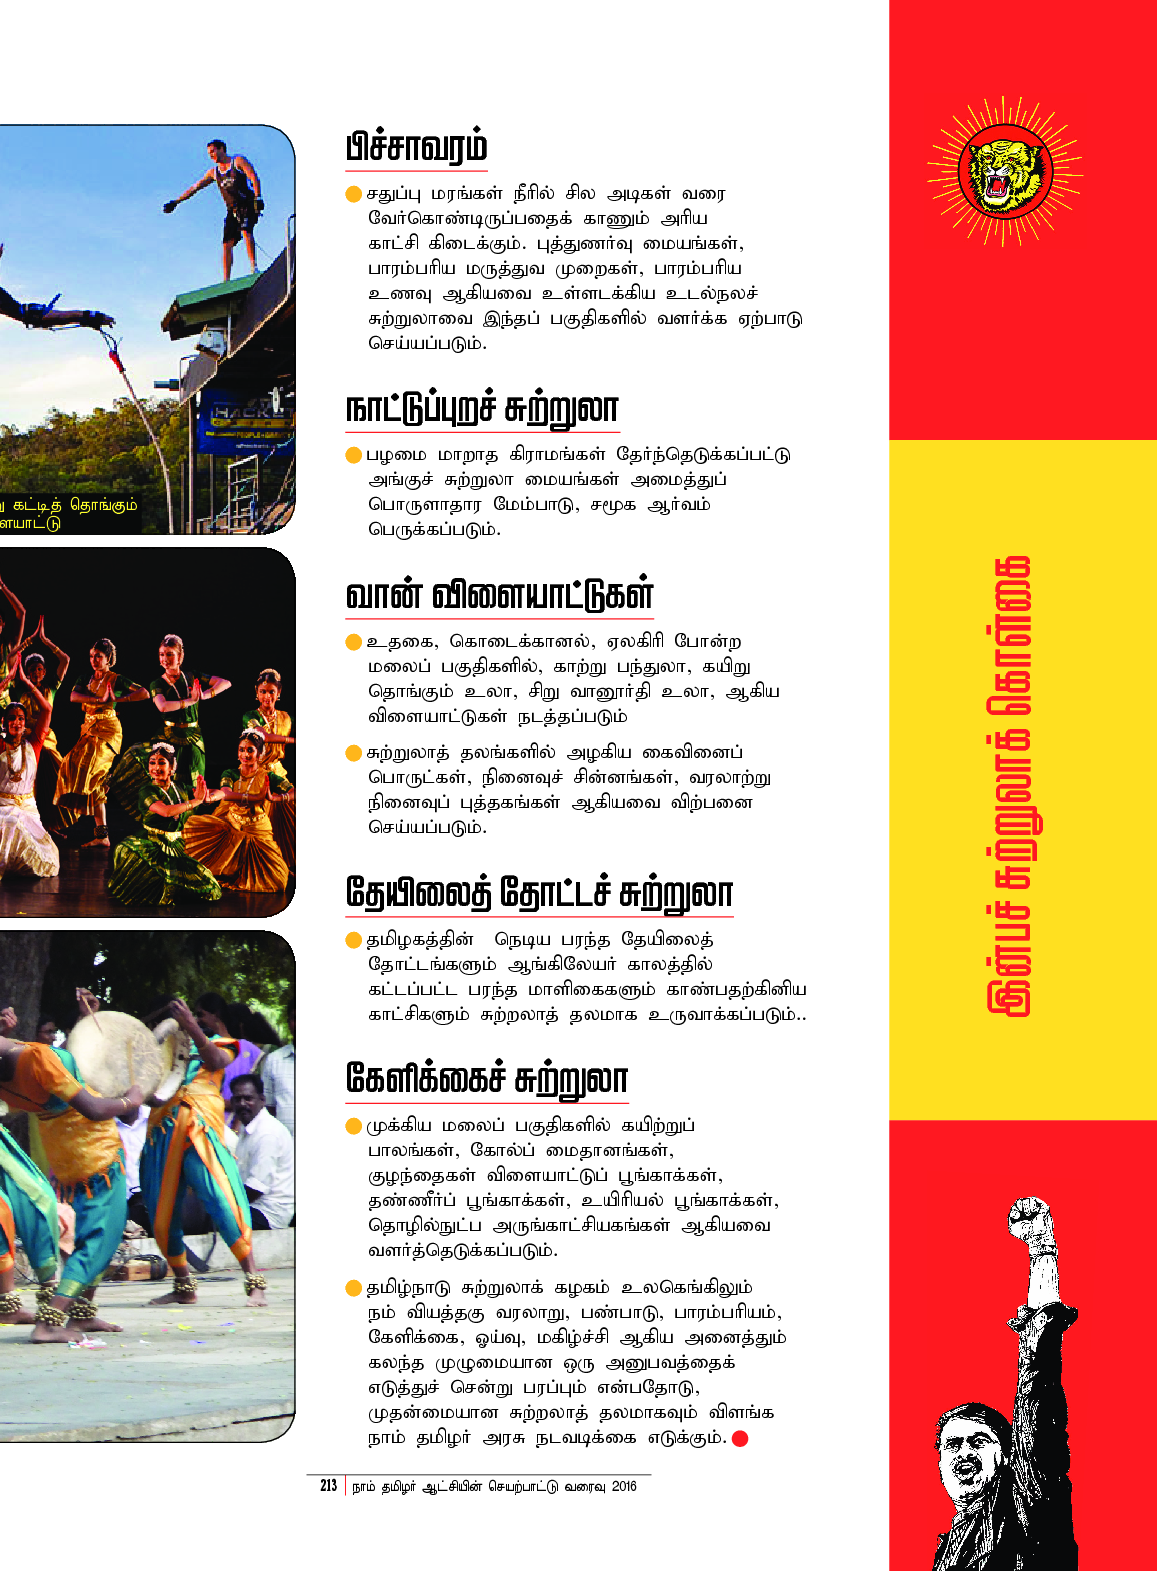 பிச்சாவரம்
சதுப்பு மரங்கள் நீரில் சில அடிகள் வரை
வேர்கொண்டிருப்பதைக் காணும் அரிய
காட்சி கிடைக்கும். புத்துணர்வு மையங்கள்,
பாரம்பரிய மருத்துவ முறைகள், பாரம்பரிய
உணவு ஆகியவை உள்ளடக்கிய உடல்நலச்
சுற்றுலாவை இந்தப் பகுதிகளில் வளர்க்க ஏற்பாடு
செய்யப்படும்.
நாட்டுப்புறச் சுற்றுலா
பழமை மாறாத கிராமங்கள் தேர்ந்தெடுக்கப்பட்டு
அங்குச் சுற்றுலா மையங்கள் அமைத்துப்
பொருளாதார மேம்பாடு, சமூக ஆர்வம்
பெருக்கப்படும்.
வான் விளையாட்டுகள்
உதகை, கொடைக்கானல், ஏலகிரி போன்ற
மலைப் பகுதிகளில், காற்று பந்துலா, கயிறு
தொங்கும் உலா, சிறு வானூர்தி உலா, ஆகிய
விளையாட்டுகள் நடத்தப்படும்
சுற்றுலாத் தலங்களில் அழகிய கைவினைப்
பொருட்கள், நினைவுச் சின்னங்கள், வரலாற்று
நினைவுப் புத்தகங்கள் ஆகியவை விற்பனை
செய்யப்படும்.
தேயிலைத் தோட்டச் சுற்றுலா
தமிழகத்தின் நெடிய பரந்த தேயிலைத்
தோட்டங்களும் ஆங்கிலேயர் காலத்தில்
கட்டப்பட்ட பரந்த மாளிகைகளும் காண்பதற்கினிய
காட்சிகளும் சுற்றலாத் தலமாக உருவாக்கப்படும்..
கேளிக்கைச் சுற்றுலா
முக்கிய மலைப் பகுதிகளில் கயிற்றுப்
பாலங்கள், கோல்ப் மைதானங்கள்,
குழந்தைகள் விளையாட்டுப் பூங்காக்கள்,
தண்ணீர்ப் பூங்காக்கள், உயிரியல் பூங்காக்கள்,
தொழில்நுட்ப அருங்காட்சியகங்கள் ஆகியவை
வளர்த்தெடுக்கப்படும்.
தமிழ்நாடு சுற்றுலாக் கழகம் உலகெங்கிலும்
நம் வியத்தகு வரலாறு, பண்பாடு, பாரம்பரியம்,
கேளிக்கை, ஓய்வு, மகிழ்ச்சி ஆகிய அனைத்தும்
கலந்த முழுமையான ஒரு அனுபவத்தைக்
எடுத்துச் சென்று பரப்பும் என்பதோடு,
முதன்மையான சுற்றலாத் தலமாகவும் விளங்க
நாம் தமிழர் அரசு நடவடிக்கை எடுக்கும்.
கட்டித் தொங்கும்
இன்பச் சுற்றுலாக் கொள்கை
213 நாம் தமிழர் ஆட்சியின் செயற்பாட்டு வரைவு 2016